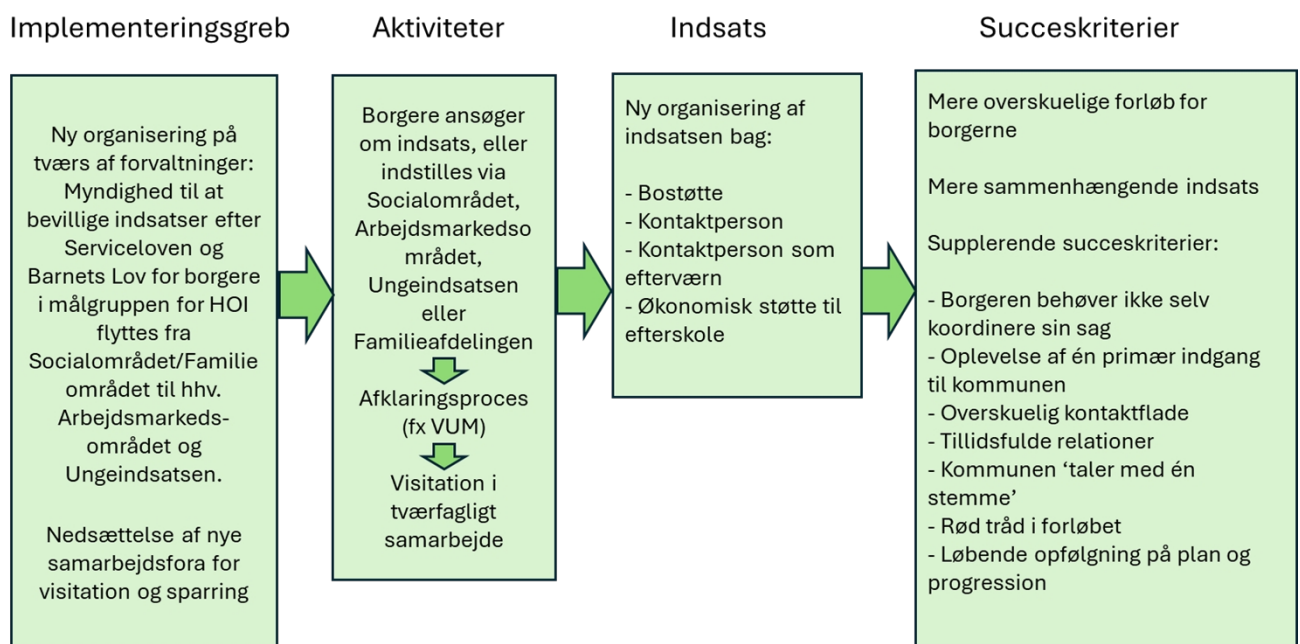 Implementeringsgreb
Ny organisering på
tværs af forvaltninger:
Myndighed til at
bevillige indsatser efter
Serviceloven og
Barnets Lov for borgere
i målgruppen for HOI
flyttes fra
Socialområdet/Familie
området til hhv.
Arbejdsmarkeds-
området og
Ungeindsatsen.
Nedsættelse af nye
samarbejdsfora for
visitation og sparring
Aktiviteter
Borgere ansøger
om indsats, eller
indstilles via
Socialområdet,
Arbejdsmarkedso
mrådet,
Ungeindsatsen
eller
Familieafdelingen
Afklaringsproces
(fx VUM)
Visitation i
tværfagligt
samarbejde
Indsats
Ny organisering af
indsatsen bag:
- Bostøtte
- Kontaktperson
- Kontaktperson som
efterværn
- Økonomisk støtte til
efterskole
Succeskriterier
Mere overskuelige forløb for
borgerne
Mere sammenhængende indsats
Supplerende succeskriterier:
- Borgeren behøver ikke selv
koordinere sin sag
- Oplevelse af én primær indgang
til kommunen
- Overskuelig kontaktflade
- Tillidsfulde relationer
- Kommunen ‘taler med én
stemme’
- Rød tråd i forløbet
- Løbende opfølgning på plan og
progression